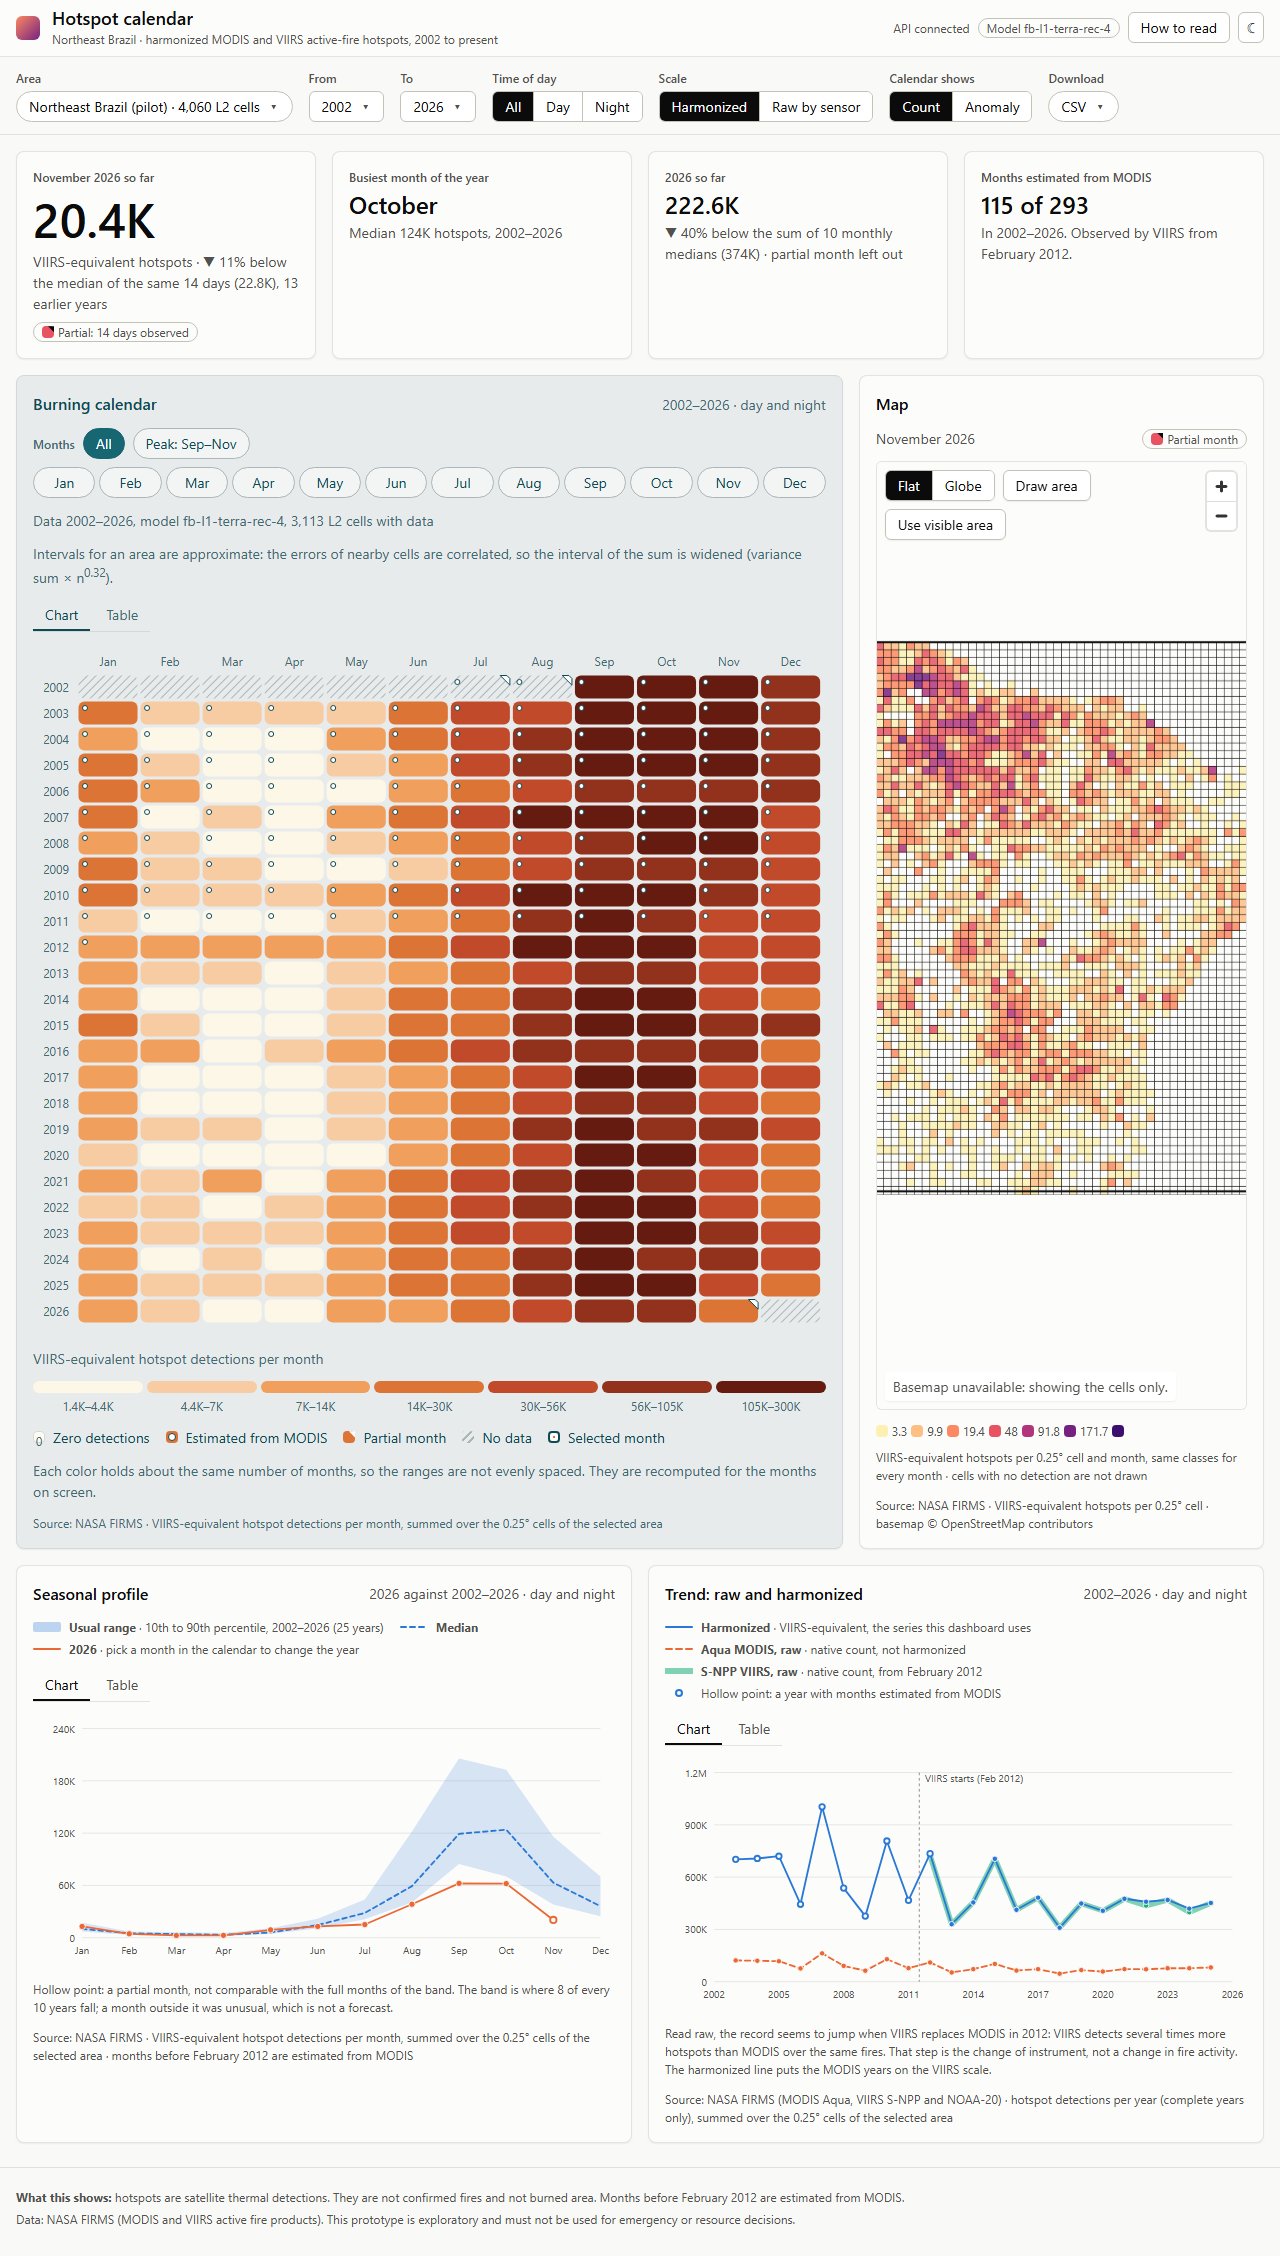 Hotspot calendar
Northeast Brazil · harmonized MODIS and VIIRS active-fire hotspots, 2002 to present
API connected
Model fb-l1-terra-rec-4
How to read
Area
From
To
Time of day
Scale
Calendar shows
Download
Northeast Brazil (pilot) · 4,060 L2 cells
2002
2026
All Day Night
Harmonized Raw by sensor
Count Anomaly
CSV
November 2026 so far
20.4K
VIIRS-equivalent hotspots · ▼ 11% below
the median of the same 14 days (22.8K), 13
earlier years
Partial: 14 days observed
Busiest month of the year
October
Median 124K hotspots, 2002–2026
2026 so far
222.6K
▼ 40% below the sum of 10 monthly
medians (374K) · partial month left out
Months estimated from MODIS
115 of 293
In 2002–2026. Observed by VIIRS from
February 2012.
Burning calendar
2002–2026 · day and night
Months All Peak: Sep–Nov
Jan Feb Mar Apr May Jun Jul Aug Sep Oct Nov Dec
Data 2002–2026, model fb-l1-terra-rec-4, 3,113 L2 cells with data
Intervals for an area are approximate: the errors of nearby cells are correlated, so the interval of the sum is widened (variance
sum × n0.32).
Chart Table
Jan Feb Mar Apr May Jun Jul Aug Sep Oct Nov Dec
2002
2003
2004
2005
2006
2007
2008
2009
2010
2011
2012
2013
2014
2015
2016
2017
2018
2019
2020
2021
2022
2023
2024
2025
2026
VIIRS-equivalent hotspot detections per month
1.4K–4.4K 4.4K–7K 7K–14K 14K–30K 30K–56K 56K–105K 105K–300K
0 Zero detections Estimated from MODIS Partial month No data Selected month
Each color holds about the same number of months, so the ranges are not evenly spaced. They are recomputed for the months
on screen.
Source: NASA FIRMS · VIIRS-equivalent hotspot detections per month, summed over the 0.25° cells of the selected area
Map
November 2026
Partial month
Flat Globe Draw area
Use visible area
+
−
Basemap unavailable: showing the cells only.
3.3 9.9 19.4 48 91.8 171.7
VIIRS-equivalent hotspots per 0.25° cell and month, same classes for
every month · cells with no detection are not drawn
Source: NASA FIRMS · VIIRS-equivalent hotspots per 0.25° cell ·
basemap © OpenStreetMap contributors
Seasonal profile
2026 against 2002–2026 · day and night
Usual range · 10th to 90th percentile, 2002–2026 (25 years) Median
2026 · pick a month in the calendar to change the year
Chart Table
240K
180K
120K
60K
0
Jan Feb Mar Apr May Jun Jul Aug Sep Oct Nov Dec
Hollow point: a partial month, not comparable with the full months of the band. The band is where 8 of every
10 years fall; a month outside it was unusual, which is not a forecast.
Source: NASA FIRMS · VIIRS-equivalent hotspot detections per month, summed over the 0.25° cells of the
selected area · months before February 2012 are estimated from MODIS
Trend: raw and harmonized
2002–2026 · day and night
Harmonized · VIIRS-equivalent, the series this dashboard uses
Aqua MODIS, raw · native count, not harmonized
S-NPP VIIRS, raw · native count, from February 2012
Hollow point: a year with months estimated from MODIS
Chart Table
1.2M
900K
600K
300K
0
VIIRS starts (Feb 2012)
2002 2005 2008 2011 2014 2017 2020 2023 2026
Read raw, the record seems to jump when VIIRS replaces MODIS in 2012: VIIRS detects several times more
hotspots than MODIS over the same fires. That step is the change of instrument, not a change in fire activity.
The harmonized line puts the MODIS years on the VIIRS scale.
Source: NASA FIRMS (MODIS Aqua, VIIRS S-NPP and NOAA-20) · hotspot detections per year (complete years
only), summed over the 0.25° cells of the selected area
What this shows: hotspots are satellite thermal detections. They are not confirmed fires and not burned area. Months before February 2012 are estimated from MODIS.
Data: NASA FIRMS (MODIS and VIIRS active fire products). This prototype is exploratory and must not be used for emergency or resource decisions.